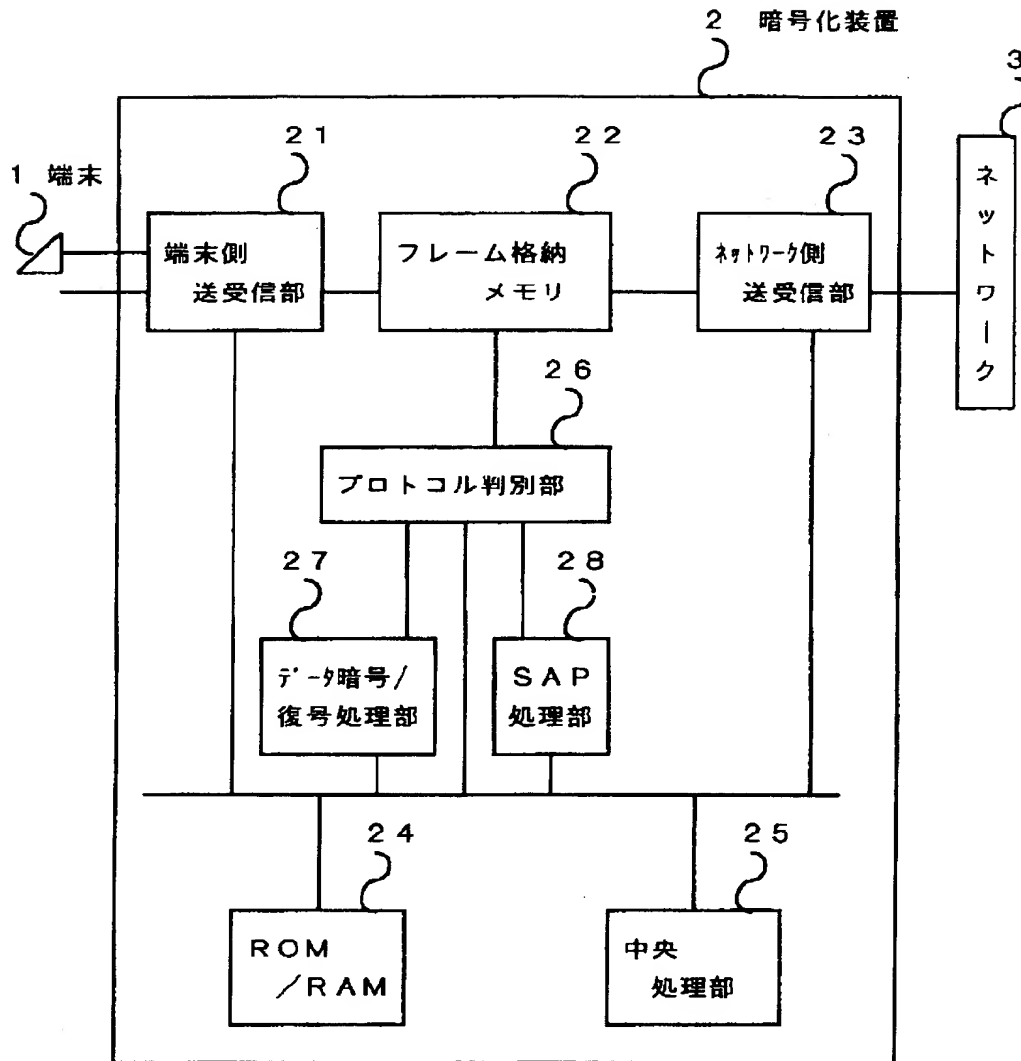 2 暗号化装置
3
21
22
23
1 端末
端末側
送受信部
フレーム格納
メモリ
ネットワーク側
送受信部
ネットワーク
26
プロトコル判別部
27
28
データ暗号/
復号処理部
SAP
処理部
24
25
ROM
/RAM
中央
処理部